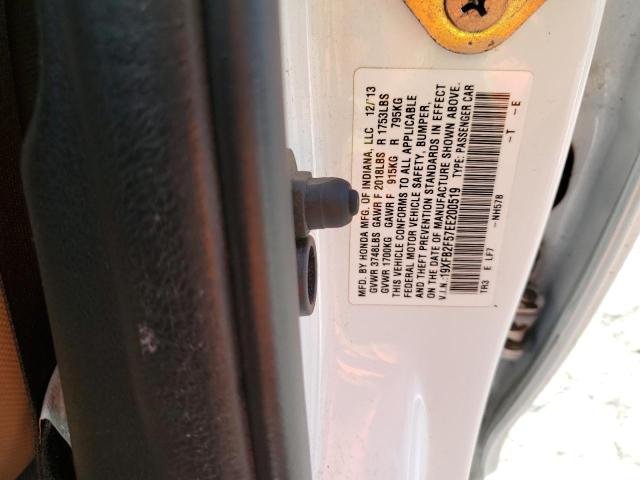 MFD. BY HONDA MFG. OF INDIANA, LLC 12/13
GVWR 3748LBS GAWR F 2018LBS R 1753LBS
GVWR 1700KG GAWR F 915KG R 795KG
THIS VEHICLE CONFORMS TO ALL APPLICABLE
FEDERAL MOTOR VEHICLE SAFETY, BUMPER,
AND THEFT PREVENTION STANDARDS IN EFFECT
ON THE DATE OF MANUFACTURE SHOWN ABOVE.
V.I.N. 19XFB2F57EE200519 TYPE: PASSENGER CAR
TR3 E LF7 -NH578 -T -E